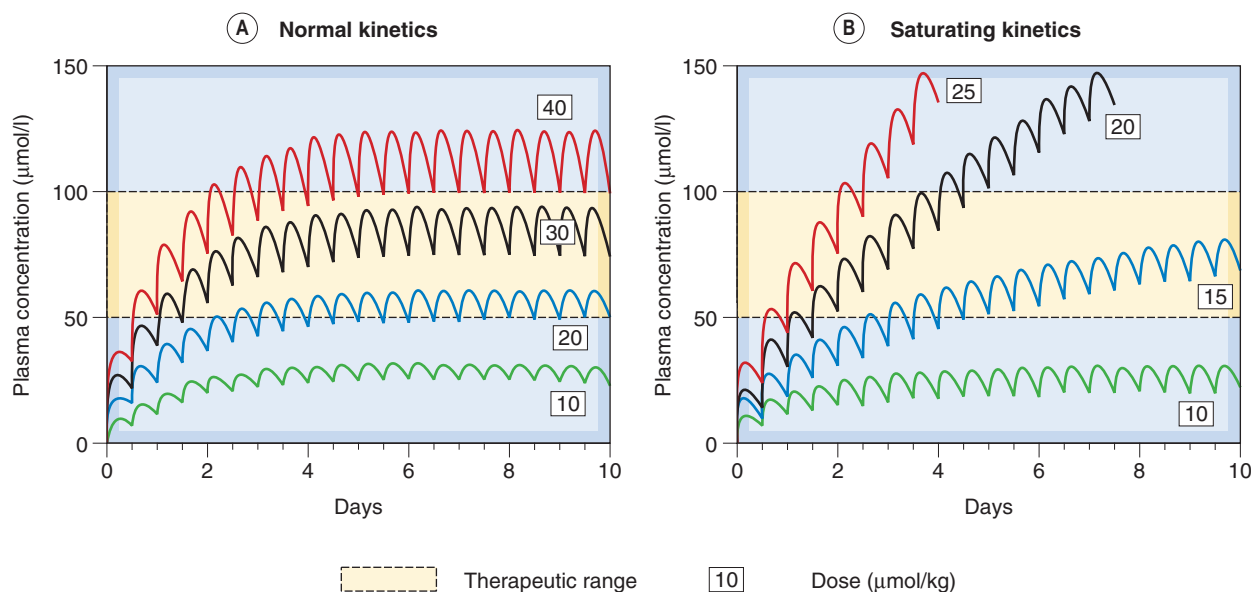 A Normal kinetics
150
100
50
0
Plasma concentration (μmol/l)
40
30
20
10
0 2 4 6 8 10
Days
B Saturating kinetics
150
100
50
0
Plasma concentration (μmol/l)
25
20
15
10
0 2 4 6 8 10
Days
Therapeutic range
10 Dose (μmol/kg)